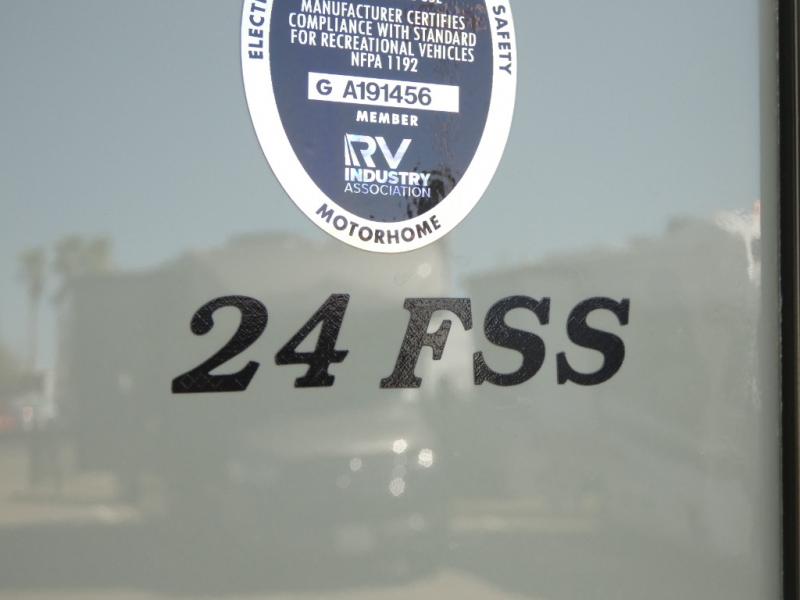 MANUFACTURER CERTIFIES
COMPLIANCE WITH STANDARD
FOR RECREATIONAL VEHICLES
NFPA 1192
G A191456
MEMBER
RV
INDUSTRY
ASSOCIATION
SAFETY
MOTORHOME
24 FSS